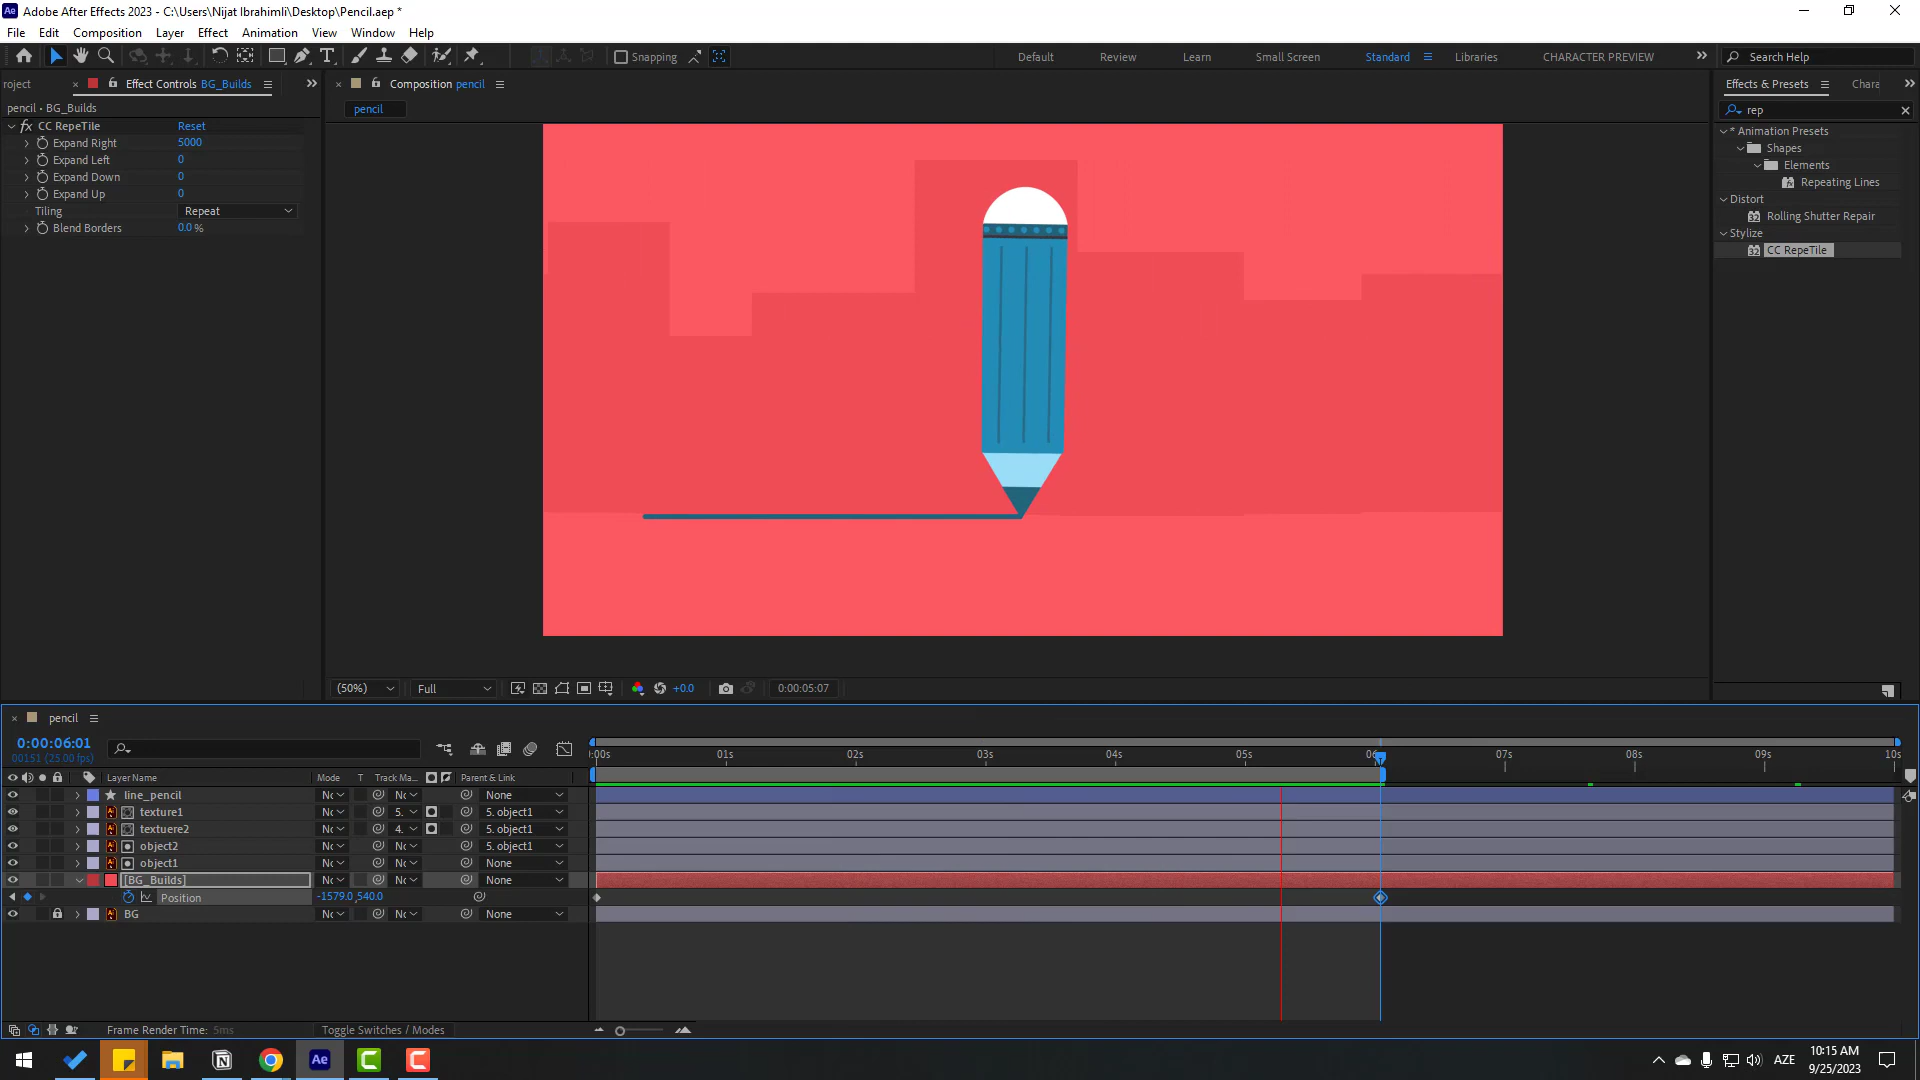 Adobe After Effects 2023 - C:\Users\Nijat Ibrahimli\Desktop\Pencil.aep *
File Edit Composition Layer Effect Animation View Window Help
Snapping Default Review Learn Small Screen Standard Libraries CHARACTER PREVIEW Search Help
roject Effect Controls BG_Builds
pencil • BG_Builds
fx CC RepeTile Reset
Expand Right 5000
Expand Left 0
Expand Down 0
Expand Up 0
Tiling Repeat
Blend Borders 0.0 %
Composition pencil
pencil
(50%) Full +0.0 0:00:05:07
Effects & Presets Chara
rep
* Animation Presets
Shapes
Elements
Repeating Lines
Distort
Rolling Shutter Repair
Stylize
CC RepeTile
pencil
0:00:06:01
00151 (25.00 fps)
:00s 01s 02s 03s 04s 05s 06 07s 08s 09s 10s
Layer Name Mode T Track Ma... Parent & Link
line_pencil Nc Nc None
texture1 Nc 5. 5. object1
textuere2 Nc 4. 5. object1
object2 Nc Nc 5. object1
object1 Nc Nc None
[BG_Builds] Nc Nc None
Position -1579.0,540.0
BG Nc Nc None
Frame Render Time: 5ms Toggle Switches / Modes
AZE 10:15 AM
9/25/2023